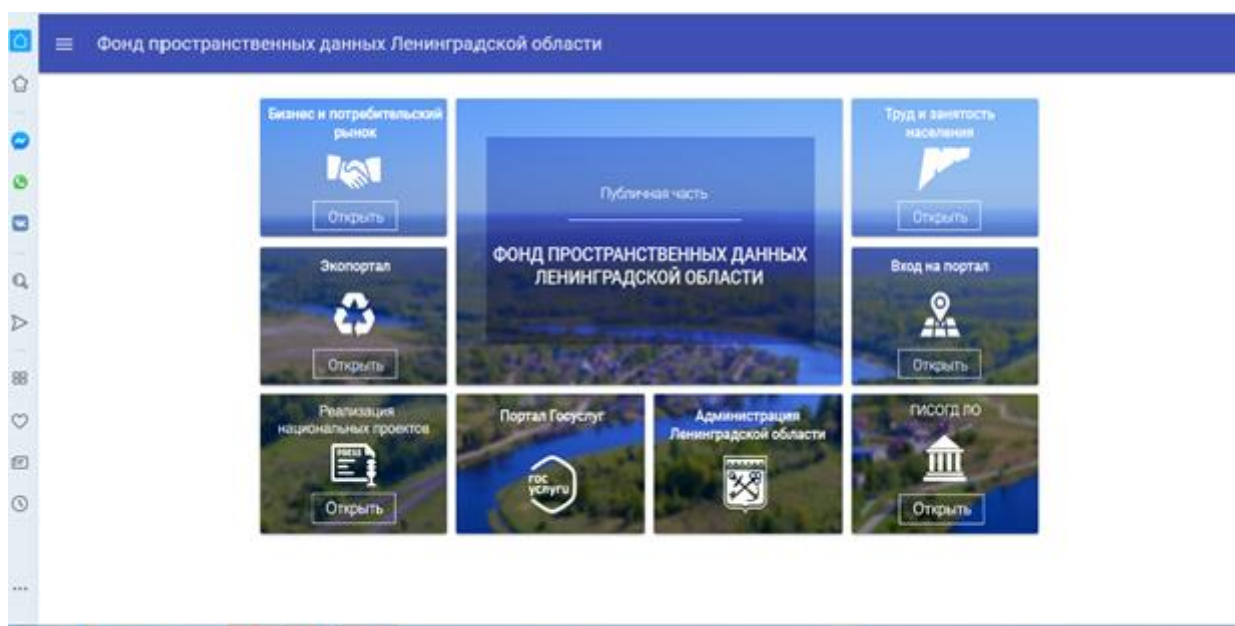 Фонд пространственных данных Ленинградской области
Бизнес и потребительский
рынок
Открыть
Публичная часть
ФОНД ПРОСТРАНСТВЕННЫХ ДАННЫХ
ЛЕНИНГРАДСКОЙ ОБЛАСТИ
Труд и занятость
населения
Открыть
Экопортал
Открыть
Вход на портал
Открыть
Реализация
национальных проектов
PRESS
Открыть
Портал Госуслуг
гос
услуги
Администрация
Ленинградской области
ГИСОГД ЛО
Открыть